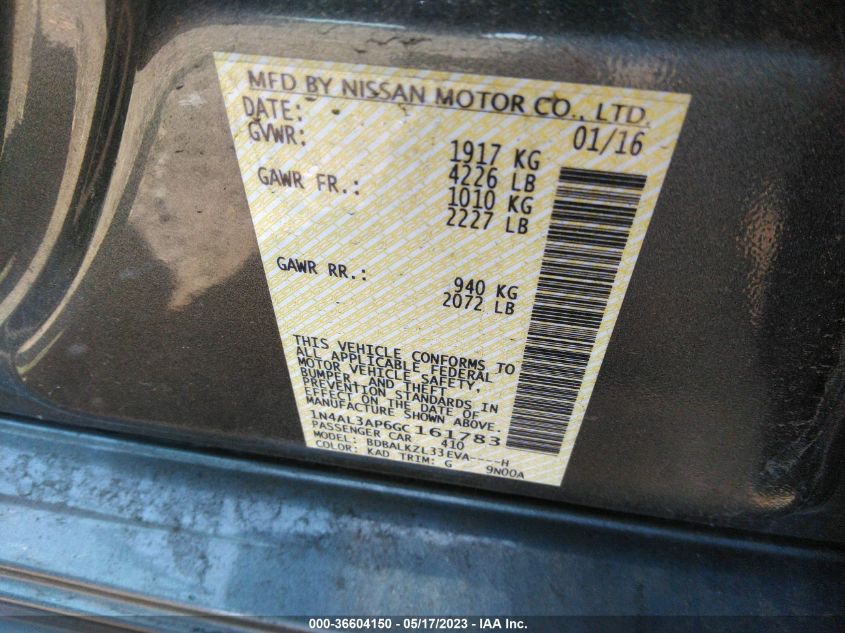 MFD BY NISSAN MOTOR CO., LTD.
DATE: 01/16
GVWR: 1917 KG
4226 LB
GAWR FR.: 1010 KG
2227 LB
GAWR RR.: 940 KG
2072 LB
THIS VEHICLE CONFORMS TO
ALL APPLICABLE FEDERAL
MOTOR VEHICLE SAFETY,
BUMPER, AND THEFT
PREVENTION STANDARDS IN
EFFECT ON THE DATE OF
MANUFACTURE SHOWN ABOVE.
1N4AL3AP6GC161783
PASSENGER CAR 410
MODEL: BDBALKZL33EVA----H
COLOR: KAD TRIM: G 9N00A
000-36604150 - 05/17/2023 - IAA Inc.